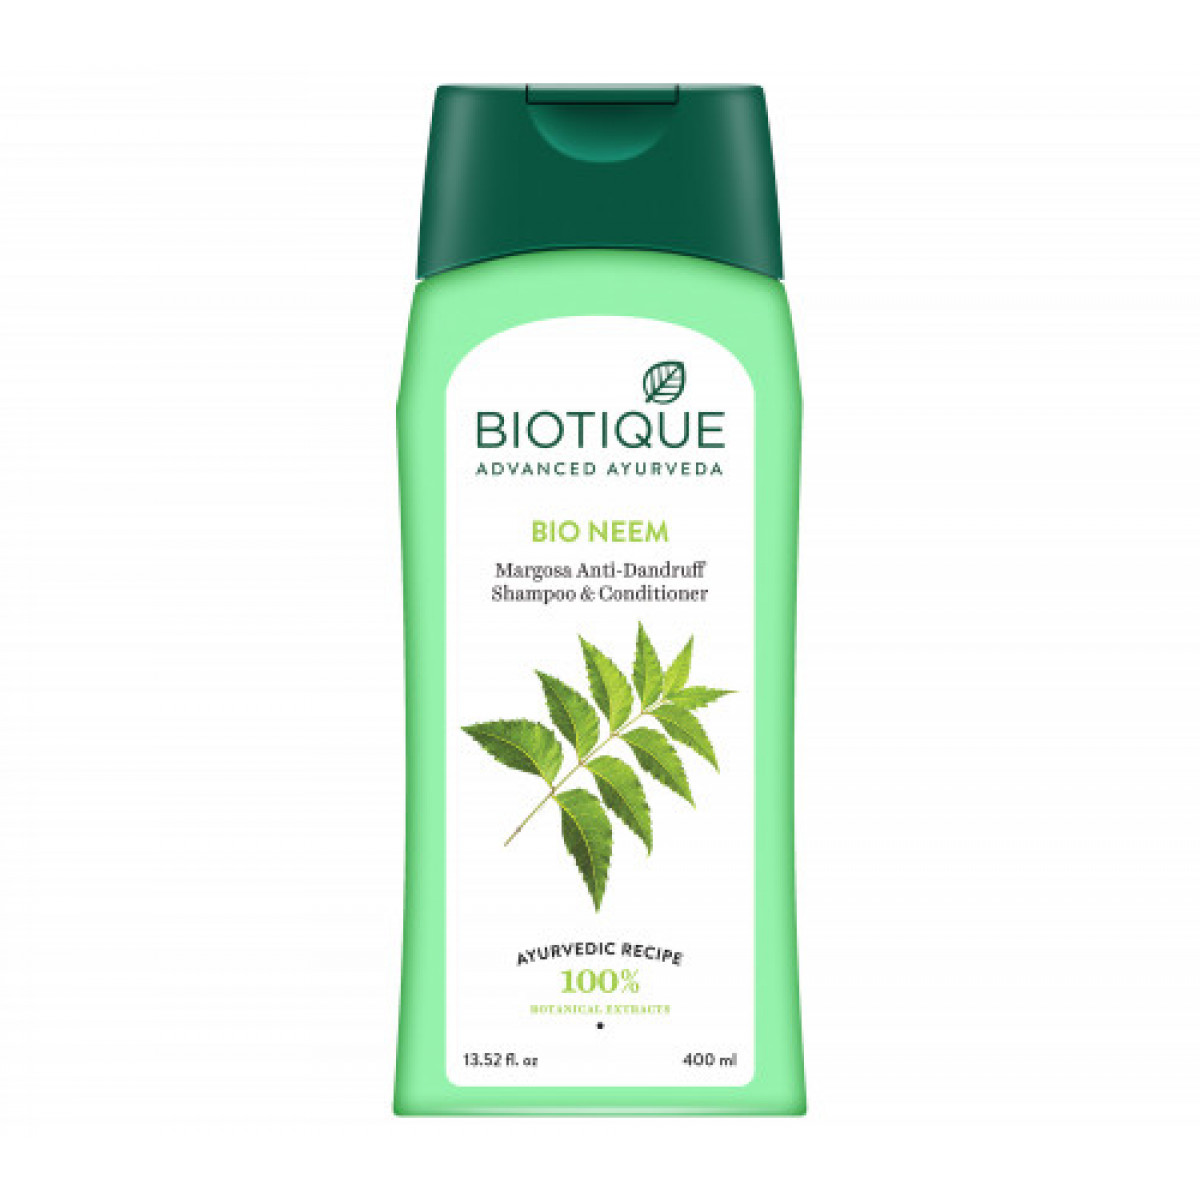 BIOTIQUE
ADVANCED AYURVEDA
BIO NEEM
Margosa Anti-Dandruff
Shampoo & Conditioner
AYURVEDIC RECIPE
100%
BOTANICAL EXTRACTS
13.52 fl. oz 400 ml